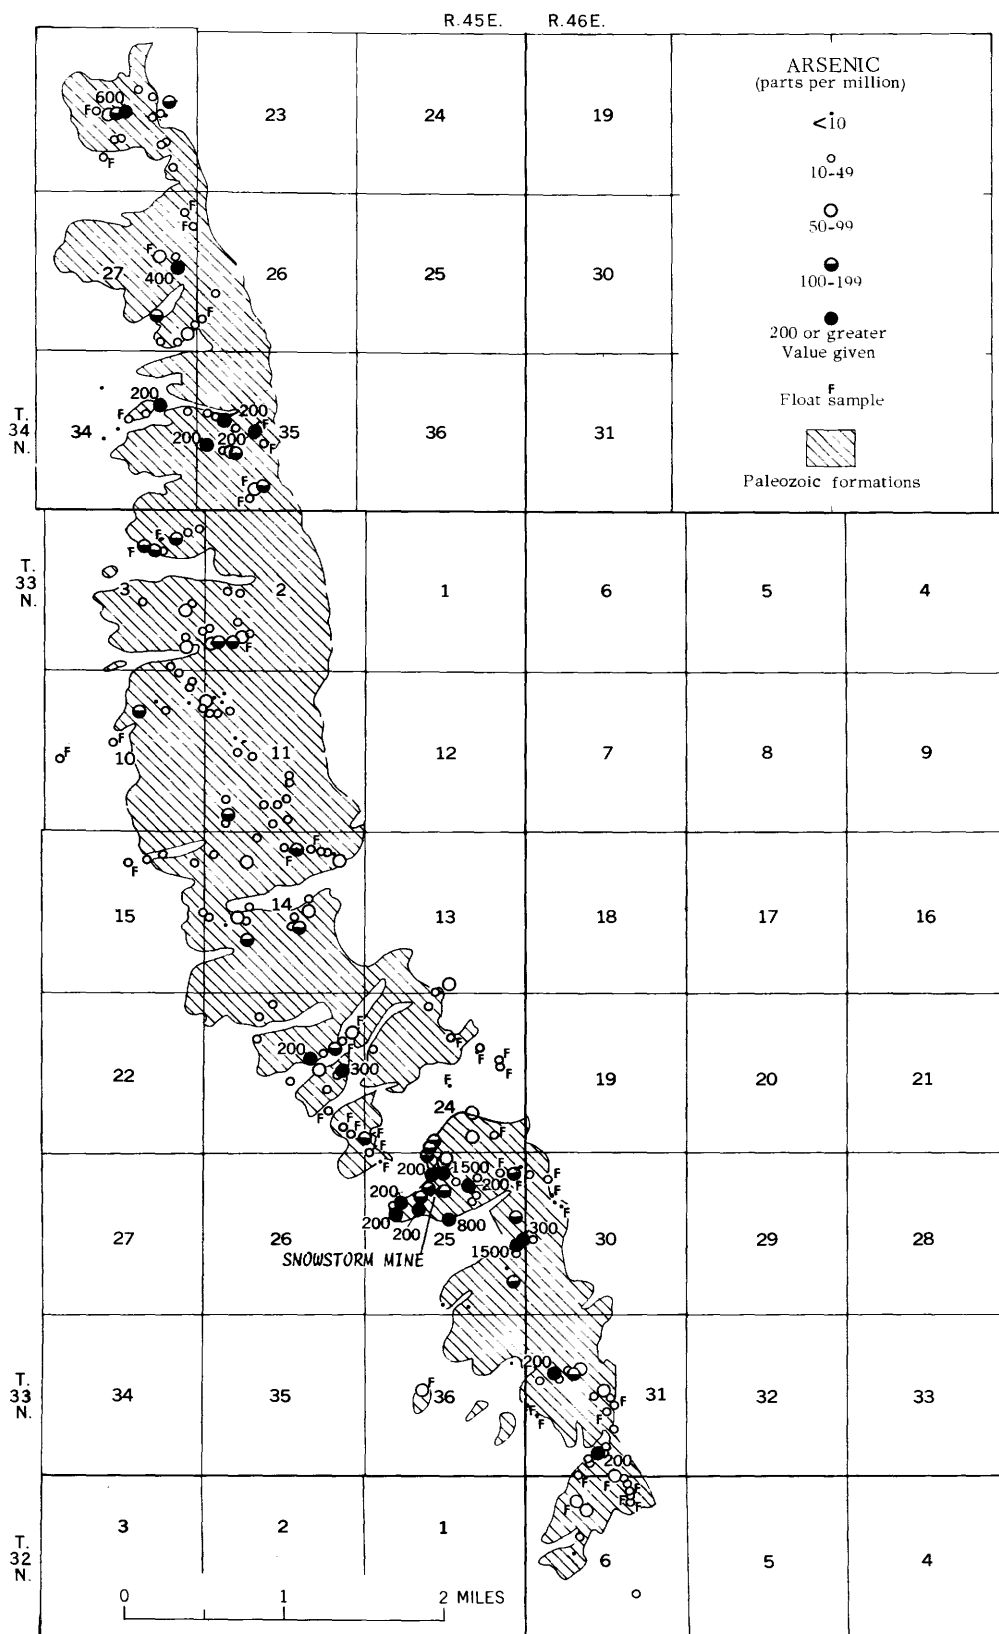 R.45E. R.46E.
ARSENIC
(parts per million)
<10
10-49
50-99
100-199
200 or greater
Value given
F
Float sample
Paleozoic formations
600
F
F
23 24 19
F
F
F
27 400 26 25 30
F
T.
34
N.
200
F
34
200
F
200 200 35 36 31
F
F
F
T.
33
N.
F
F
3 2 1 6 5 4
F
F
F
10 11 12 7 8 9
F
F
F
15 14 13 18 17 16
F
F
200
F
300
F
F
F
22 19 20 21
F
24
F
F
F
F
F
F
F
F
200 1500
F
F
F
200
F
F
200
200 200 800
300
27 26 25 30 29 28
1500
SNOWSTORM MINE
200
F
T.
33
N.
34 35 36 31 32 33
F
F
F
F
200
F
F
F
F
F
T.
32
N.
3 2 1 6 5 4
0 1 2 MILES